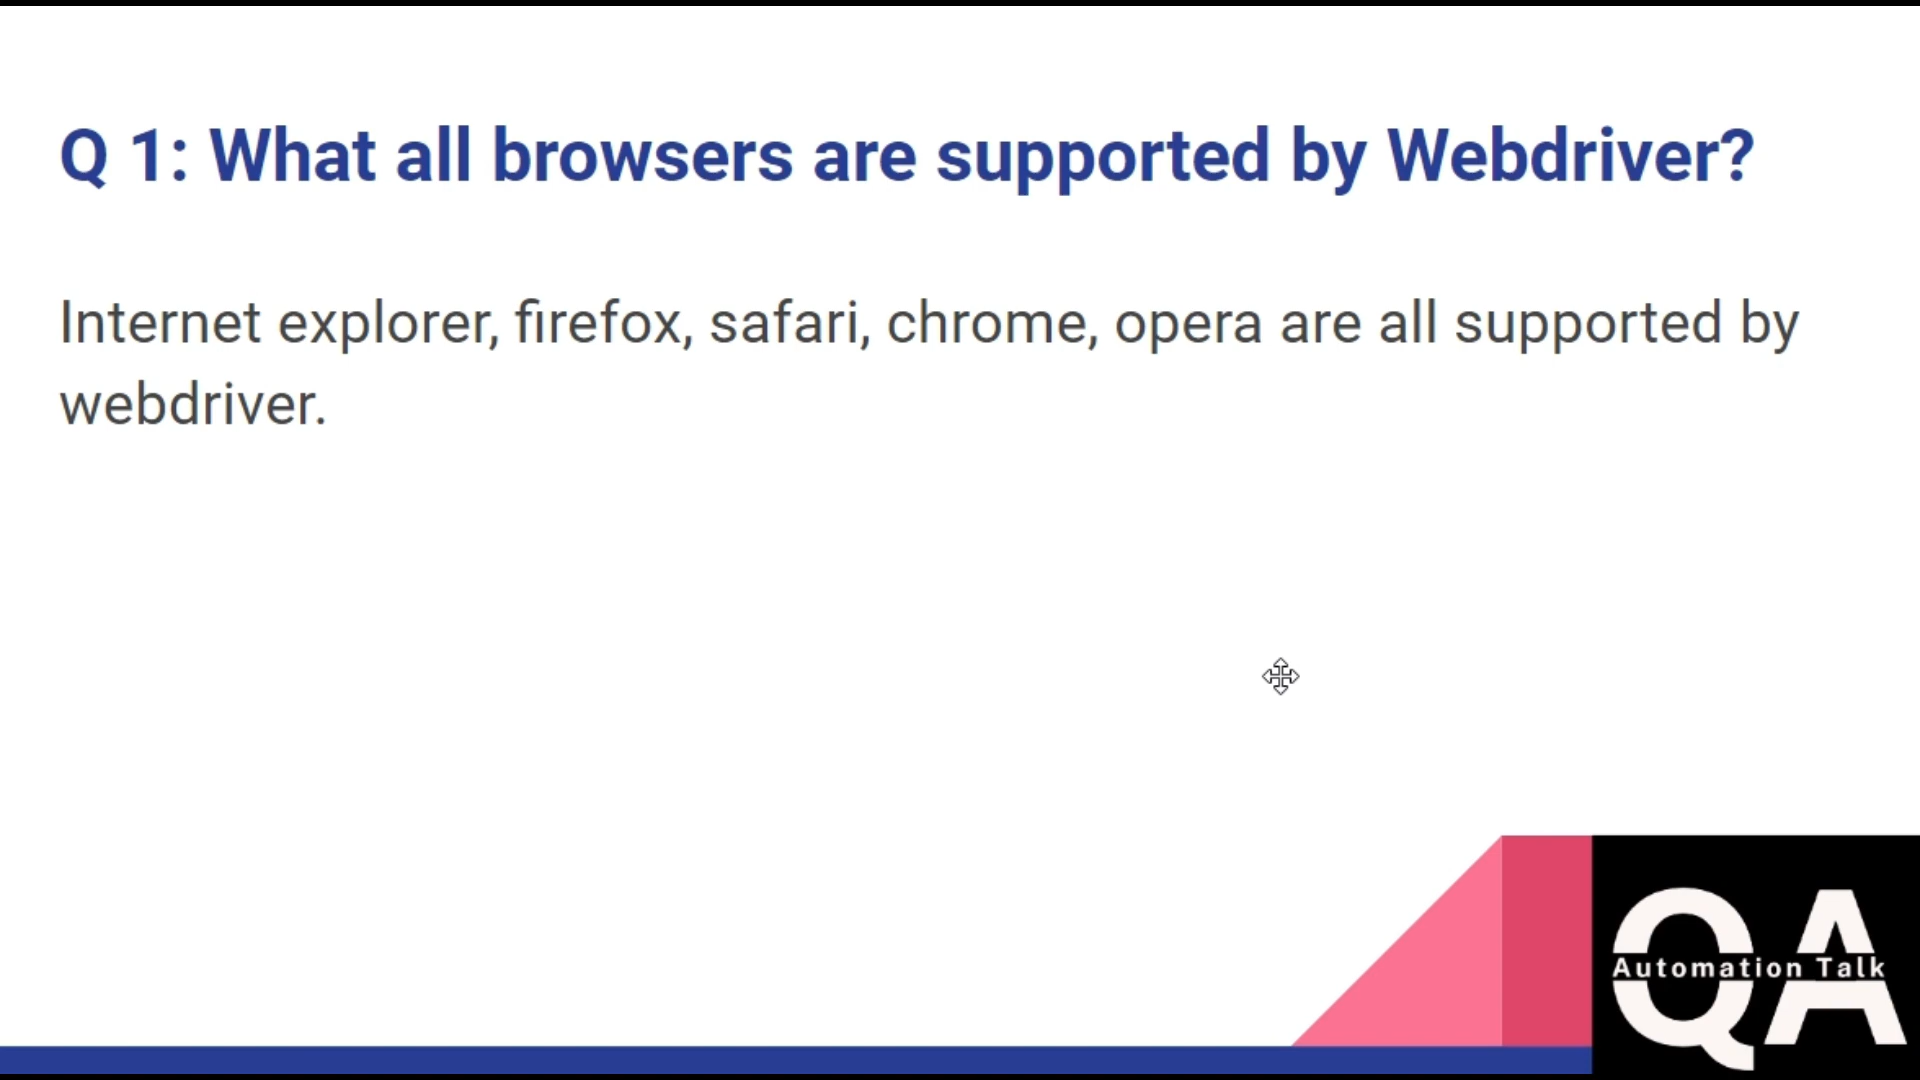 Q 1: What all browsers are supported by Webdriver?
Internet explorer, firefox, safari, chrome, opera are all supported by
webdriver.
QA
Automation Talk